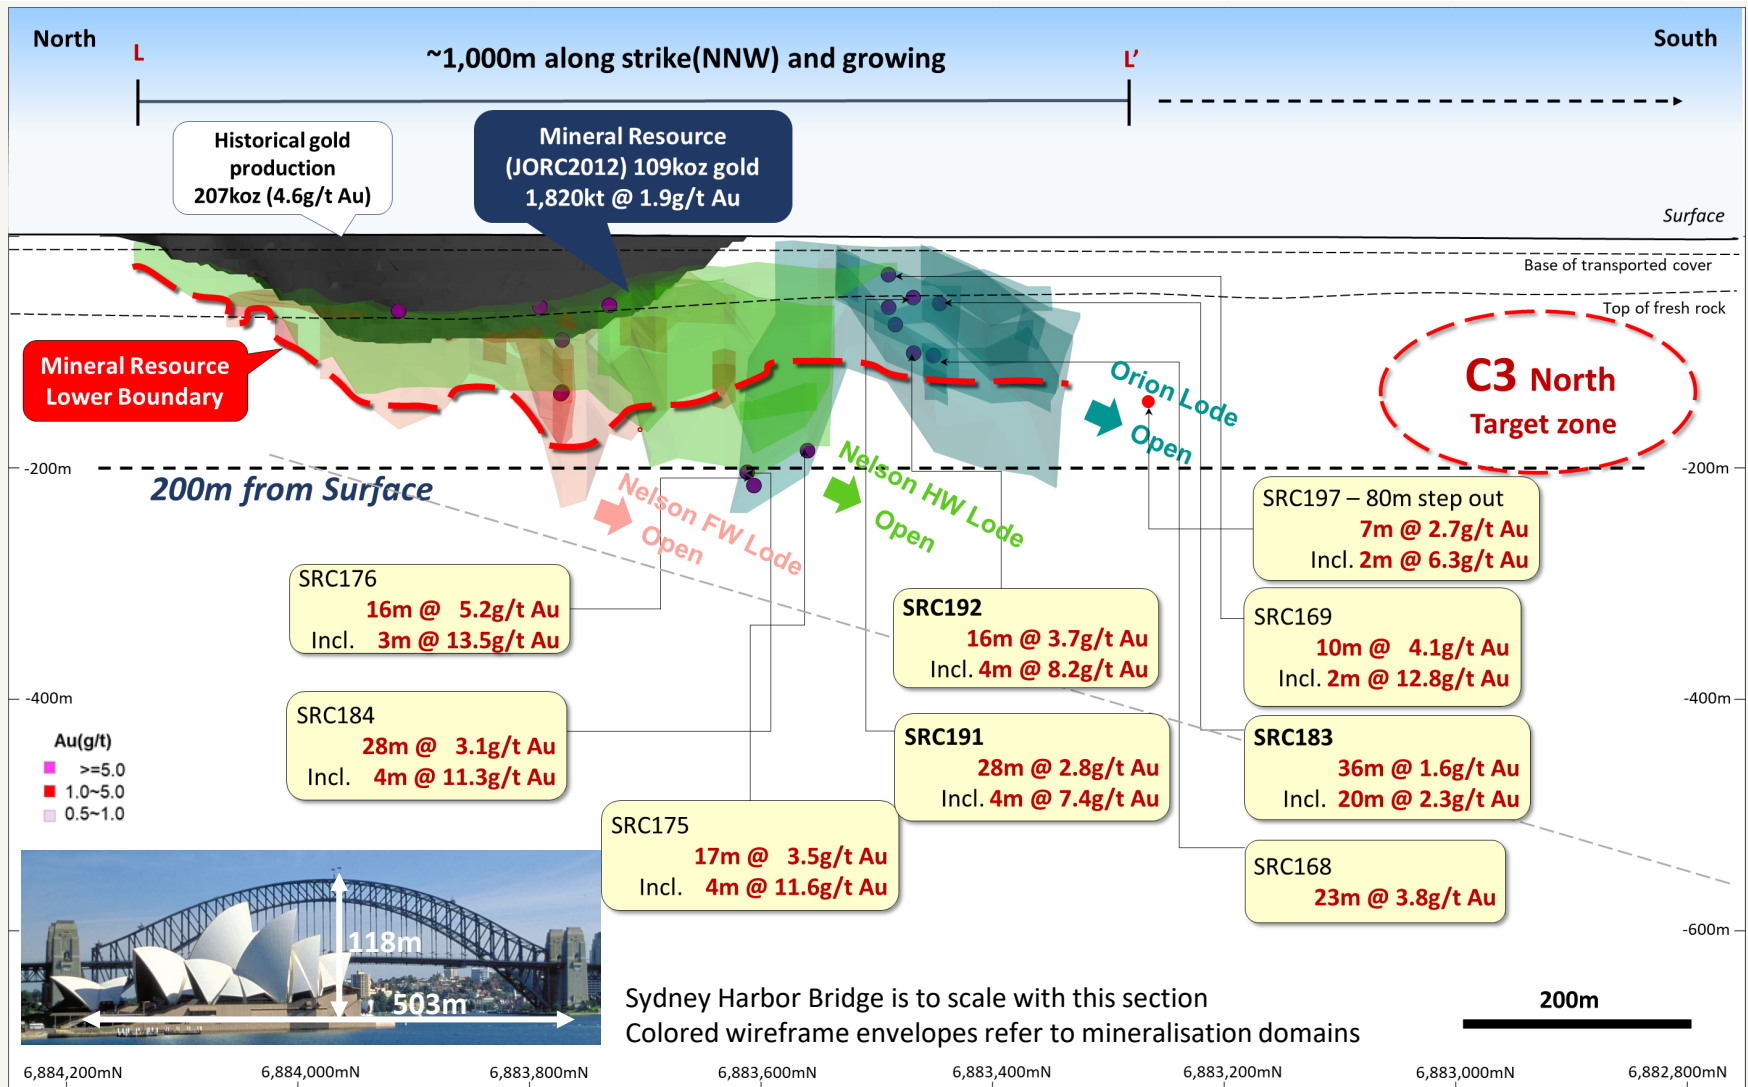 North
South
L
~1,000m along strike(NNW) and growing
L’
Historical gold
production
207koz (4.6g/t Au)
Mineral Resource
(JORC2012) 109koz gold
1,820kt @ 1.9g/t Au
Surface
Base of transported cover
Top of fresh rock
Mineral Resource
Lower Boundary
C3 North
Target zone
Orion Lode
Open
Nelson HW Lode
Open
Nelson FW Lode
Open
-200m
-200m
200m from Surface
SRC197 – 80m step out
7m @ 2.7g/t Au
Incl. 2m @ 6.3g/t Au
SRC176
16m @ 5.2g/t Au
Incl. 3m @ 13.5g/t Au
SRC192
16m @ 3.7g/t Au
Incl. 4m @ 8.2g/t Au
SRC169
10m @ 4.1g/t Au
Incl. 2m @ 12.8g/t Au
-400m
-400m
SRC184
28m @ 3.1g/t Au
Incl. 4m @ 11.3g/t Au
SRC191
28m @ 2.8g/t Au
Incl. 4m @ 7.4g/t Au
SRC183
36m @ 1.6g/t Au
Incl. 20m @ 2.3g/t Au
Au(g/t)
>=5.0
1.0~5.0
0.5~1.0
SRC175
17m @ 3.5g/t Au
Incl. 4m @ 11.6g/t Au
SRC168
23m @ 3.8g/t Au
-600m
118m
503m
Sydney Harbor Bridge is to scale with this section
Colored wireframe envelopes refer to mineralisation domains
200m
6,884,200mN
6,884,000mN
6,883,800mN
6,883,600mN
6,883,400mN
6,883,200mN
6,883,000mN
6,882,800mN